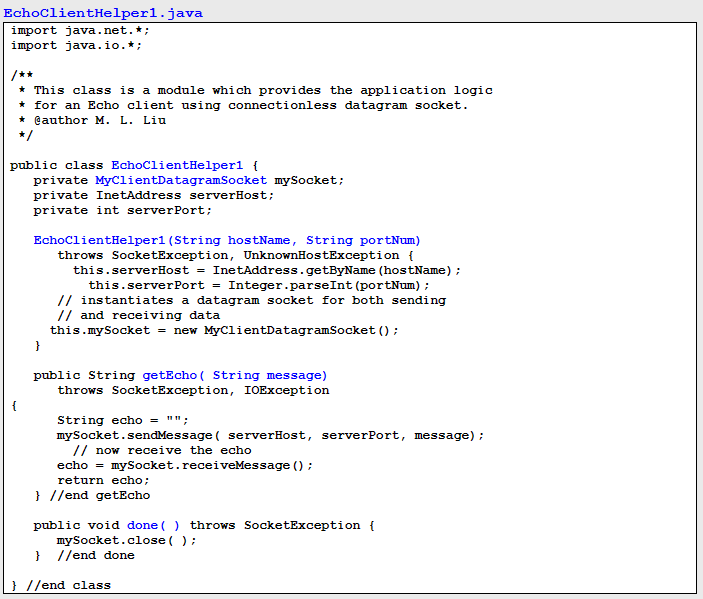 EchoClientHelper1.java
import java.net.*;
import java.io.*;
/**
 * This class is a module which provides the application logic
 * for an Echo client using connectionless datagram socket.
 * @author M. L. Liu
 */
public class EchoClientHelper1 {
   private MyClientDatagramSocket mySocket;
   private InetAddress serverHost;
   private int serverPort;
   EchoClientHelper1(String hostName, String portNum)
      throws SocketException, UnknownHostException {
        this.serverHost = InetAddress.getByName(hostName);
          this.serverPort = Integer.parseInt(portNum);
      // instantiates a datagram socket for both sending
      // and receiving data
     this.mySocket = new MyClientDatagramSocket();
   }
   public String getEcho( String message)
      throws SocketException, IOException
{
      String echo = "";
      mySocket.sendMessage( serverHost, serverPort, message);
        // now receive the echo
      echo = mySocket.receiveMessage();
      return echo;
   } //end getEcho
   public void done( ) throws SocketException {
      mySocket.close( );
   }  //end done
} //end class